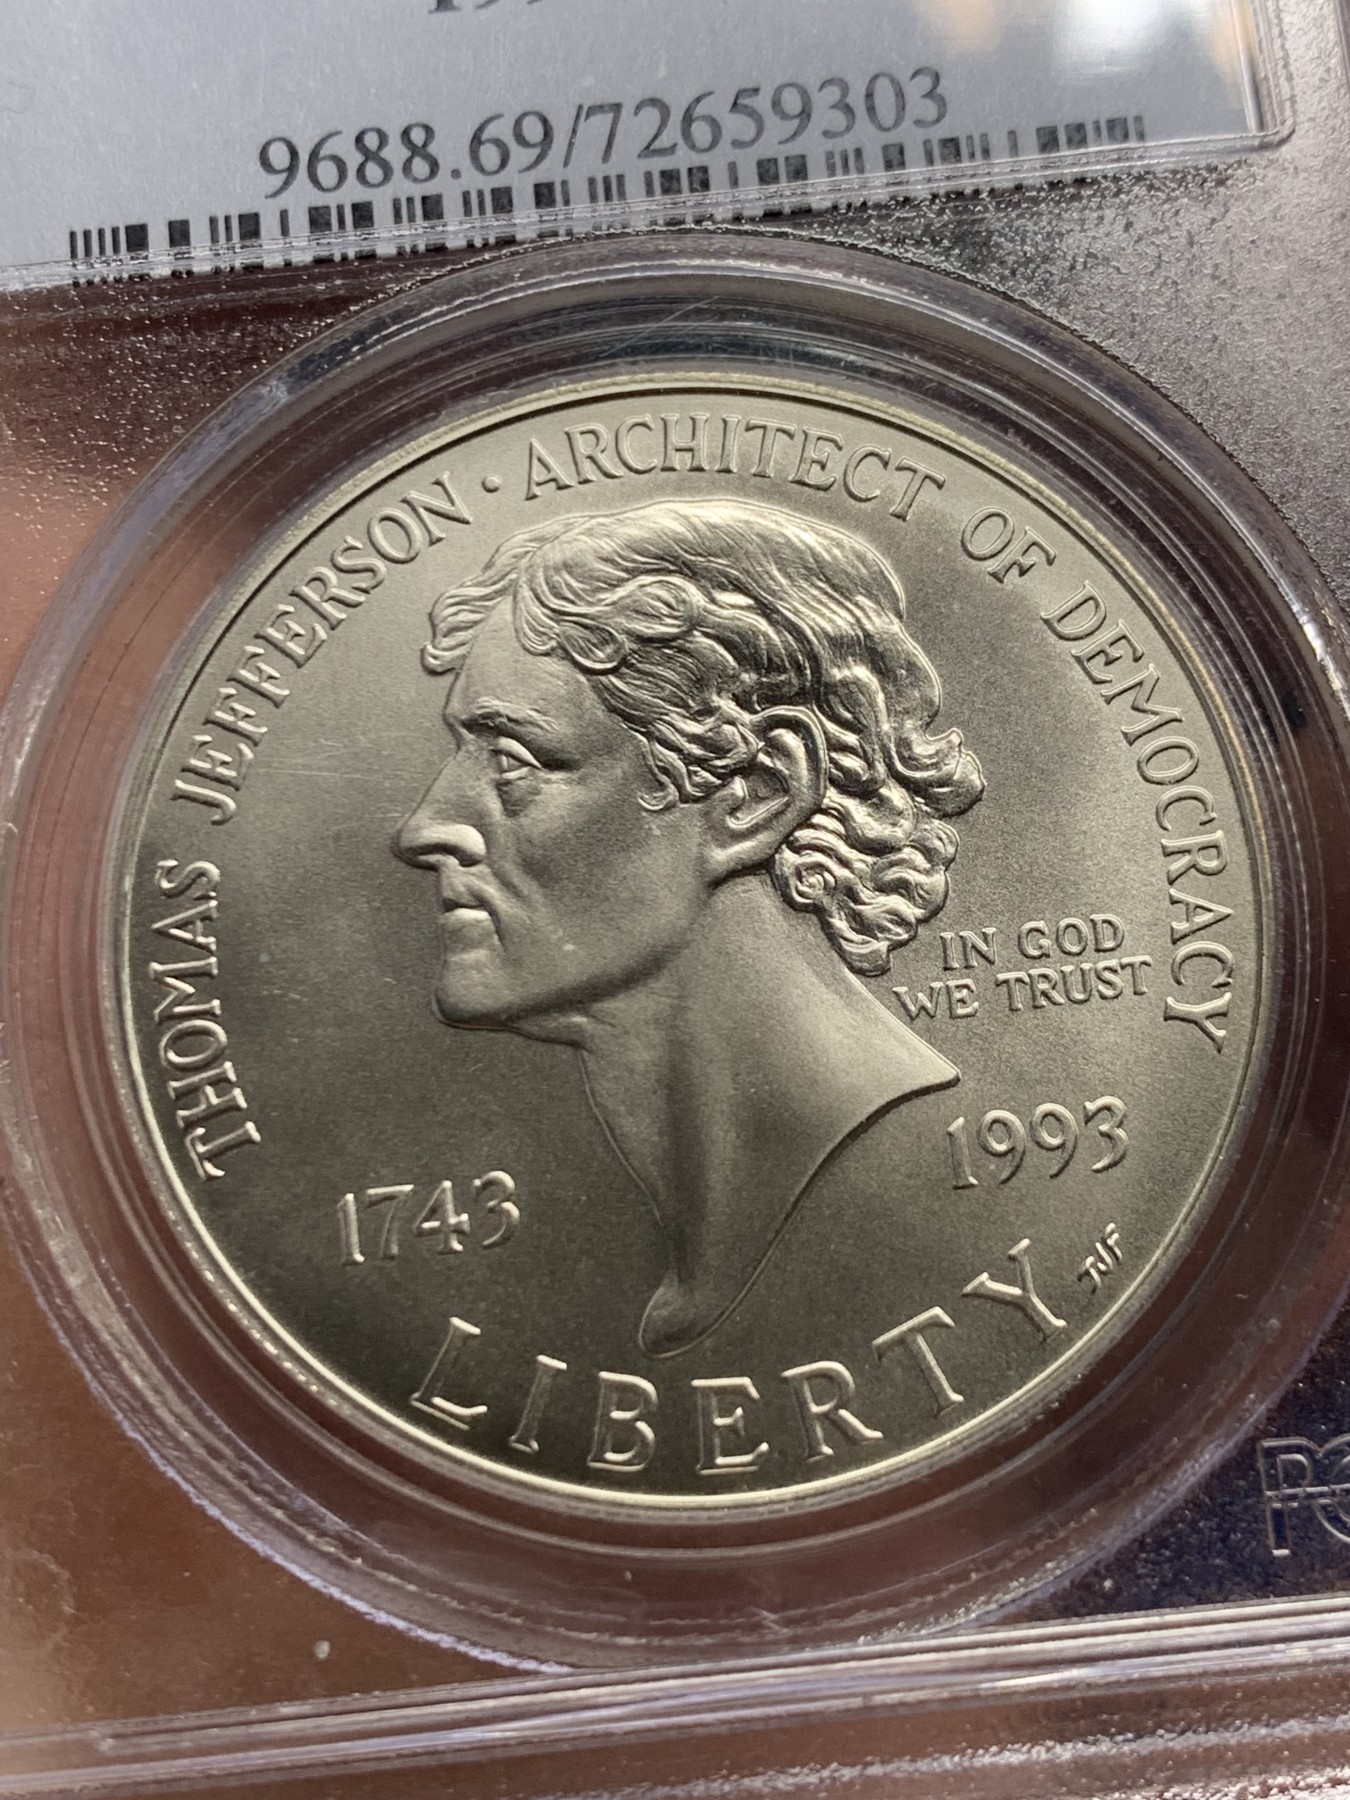 9688.69/72659303
THOMAS JEFFERSON · ARCHITECT OF DEMOCRACY
IN GOD
WE TRUST
1743
1993
LIBERTY
TJF